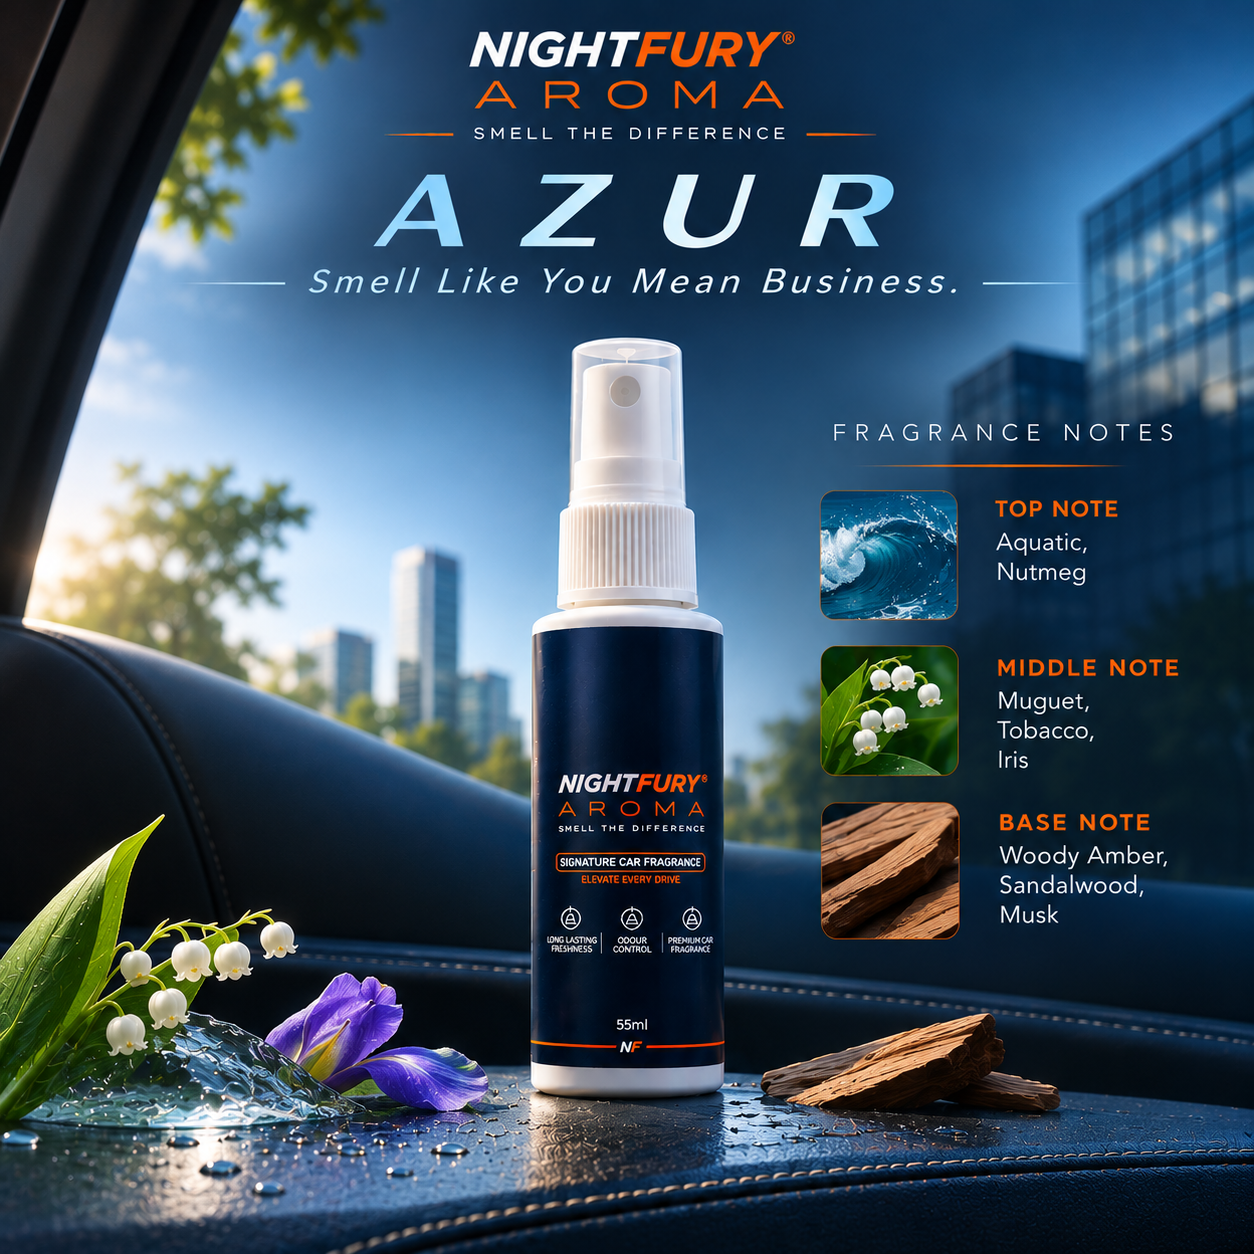 NIGHTFURY®
AROMA
SMELL THE DIFFERENCE
AZUR
Smell Like You Mean Business.
FRAGRANCE NOTES
TOP NOTE
Aquatic,
Nutmeg
MIDDLE NOTE
Muguet,
Tobacco,
Iris
BASE NOTE
Woody Amber,
Sandalwood,
Musk
NIGHTFURY®
AROMA
SMELL THE DIFFERENCE
SIGNATURE CAR FRAGRANCE
ELEVATE EVERY DRIVE
LONG LASTING
FRESHNESS
ODOUR
CONTROL
PREMIUM CAR
FRAGRANCE
55ml
NF